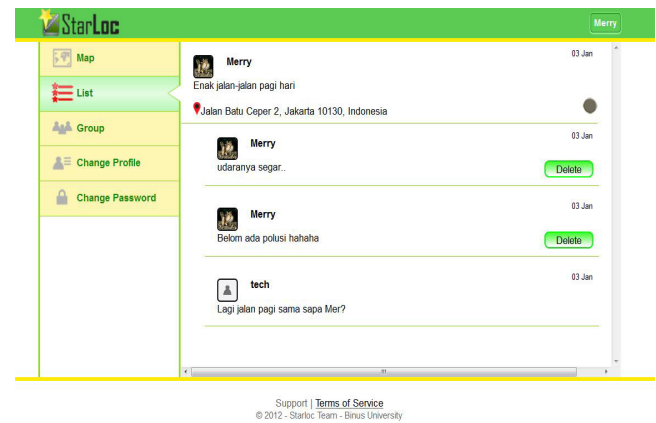 StarLoc
Merry
Map
List
Group
Change Profile
Change Password
Merry
03 Jan
Enak jalan-jalan pagi hari
Jalan Batu Ceper 2, Jakarta 10130, Indonesia
Merry
03 Jan
udaranya segar..
Delete
Merry
03 Jan
Belom ada polusi hahaha
Delete
tech
03 Jan
Lagi jalan pagi sama sapa Mer?
Support | Terms of Service
© 2012 - Starloc Team - Binus University